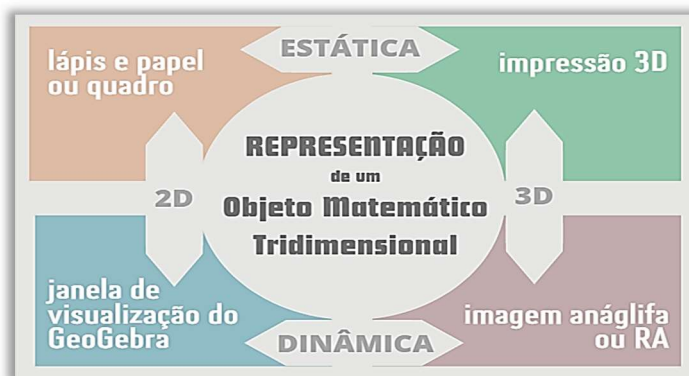 ESTÁTICA
lápis e papel
ou quadro
impressão 3D
REPRESENTAÇÃO
de um
Objeto Matemático
Tridimensional
2D
3D
janela de
visualização do
GeoGebra
imagem anáglifa
ou RA
DINÂMICA